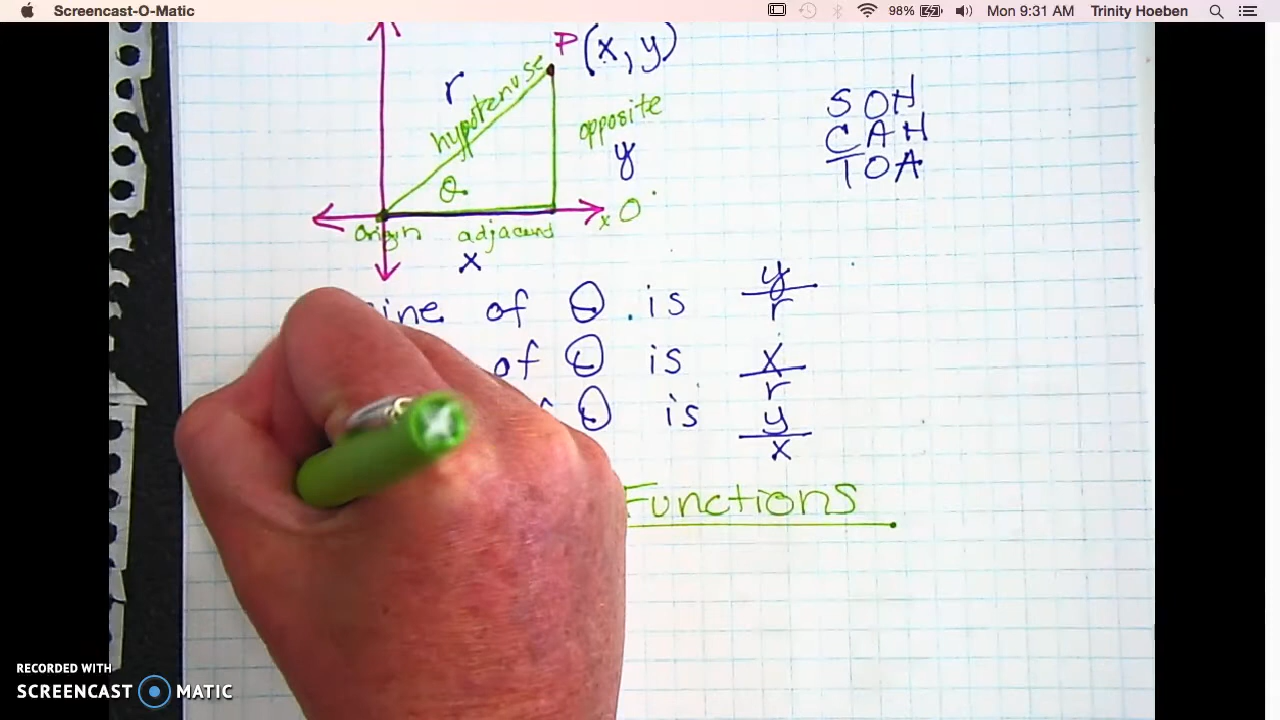 Screencast-O-Matic 98% Mon 9:31 AM Trinity Hoeben
P(x, y)
r
hypotenuse
opposite
y
θ
x 0°
origin adjacent
x
SOH
CAH
TOA
of θ is y/r
of θ is x/r
θ is y/x
Functions
RECORDED WITH
SCREENCAST MATIC